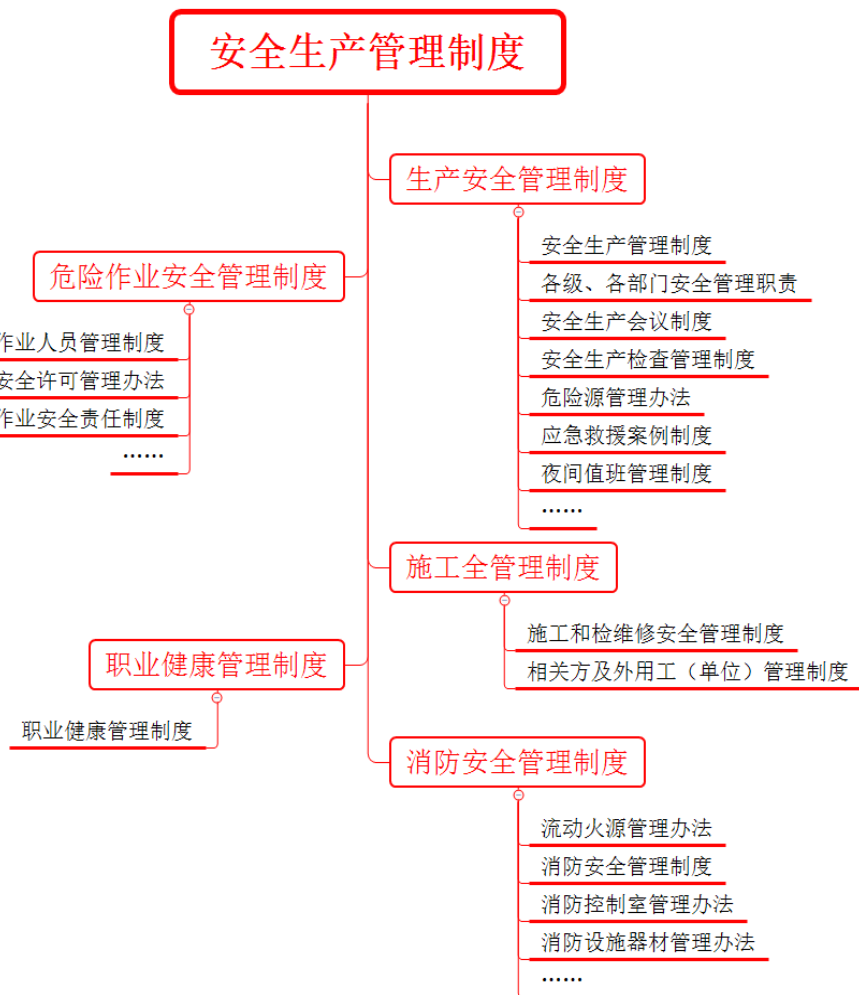 安全生产管理制度
生产安全管理制度
安全生产管理制度
各级、各部门安全管理职责
安全生产会议制度
安全生产检查管理制度
危险源管理办法
应急救援案例制度
夜间值班管理制度
……
危险作业安全管理制度
作业人员管理制度
安全许可管理办法
作业安全责任制度
……
施工全管理制度
施工和检维修安全管理制度
相关方及外用工（单位）管理制度
职业健康管理制度
职业健康管理制度
消防安全管理制度
流动火源管理办法
消防安全管理制度
消防控制室管理办法
消防设施器材管理办法
……